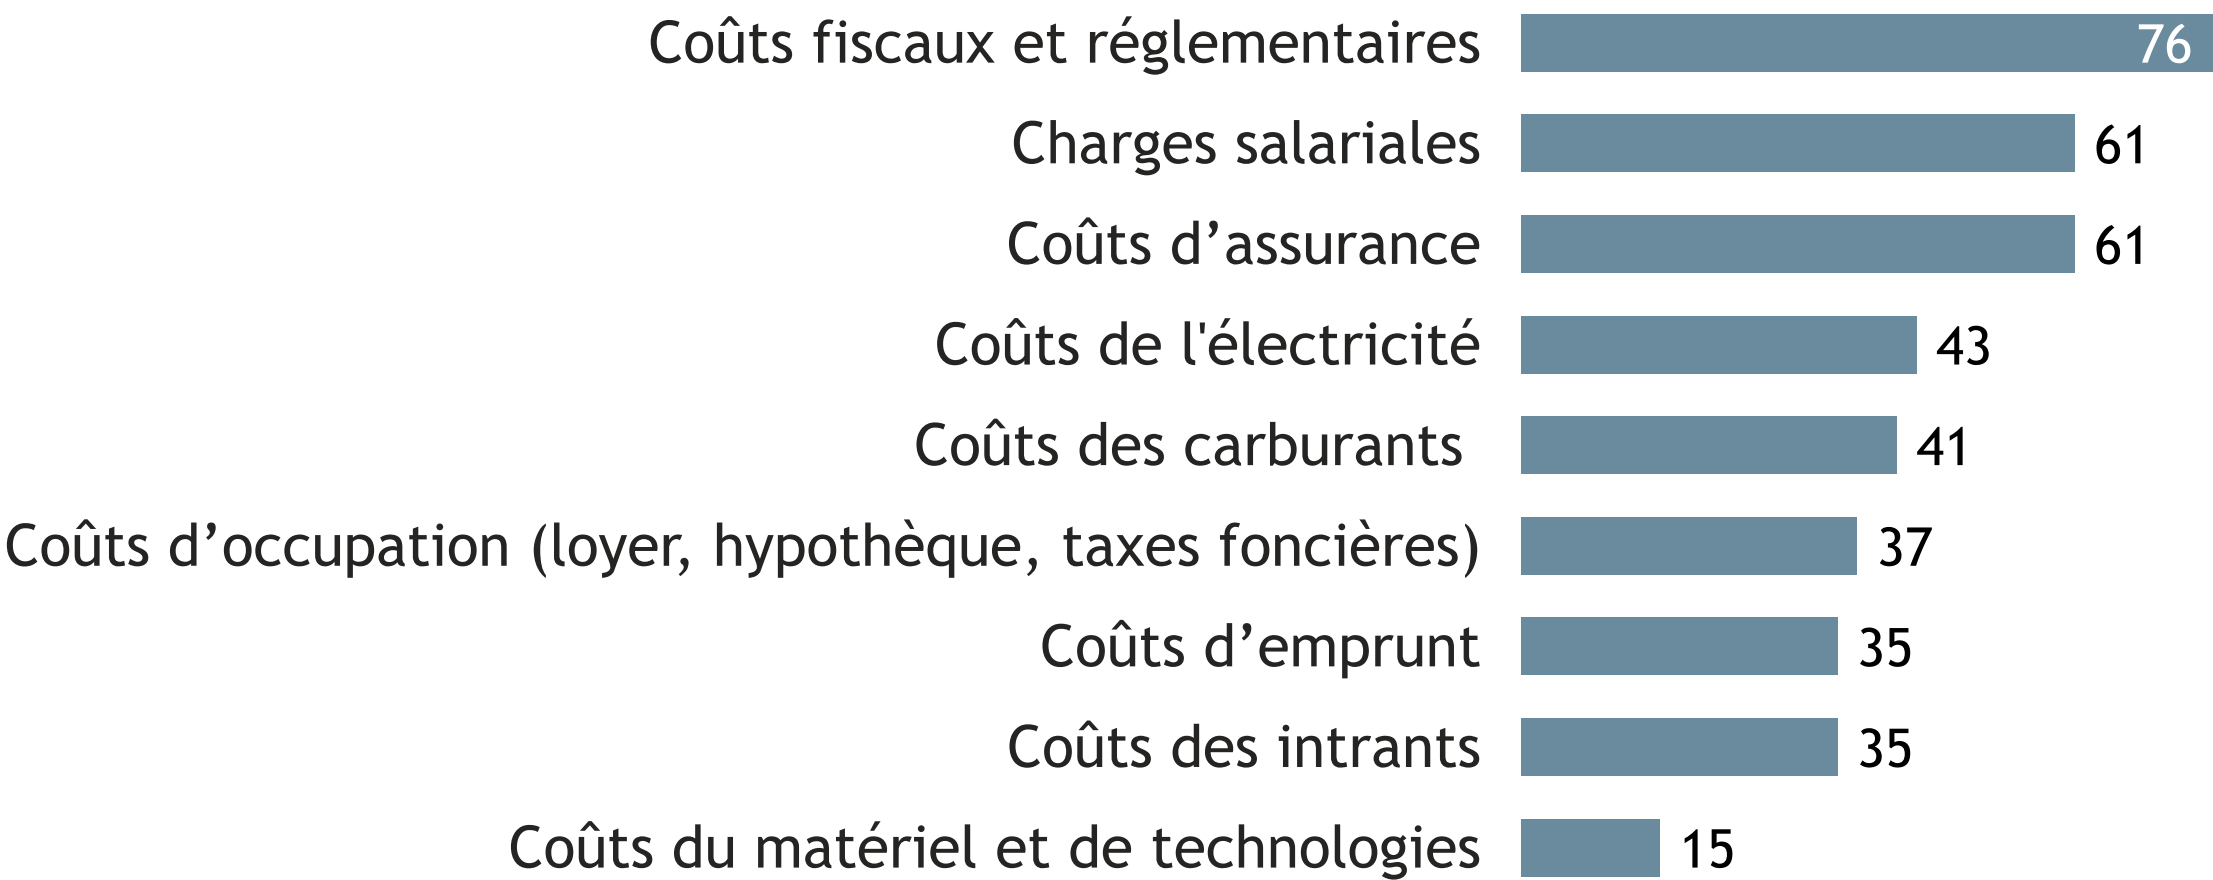 Coûts fiscaux et réglementaires 76
Charges salariales 61
Coûts d’assurance 61
Coûts de l'électricité 43
Coûts des carburants 41
Coûts d’occupation (loyer, hypothèque, taxes foncières) 37
Coûts d’emprunt 35
Coûts des intrants 35
Coûts du matériel et de technologies 15